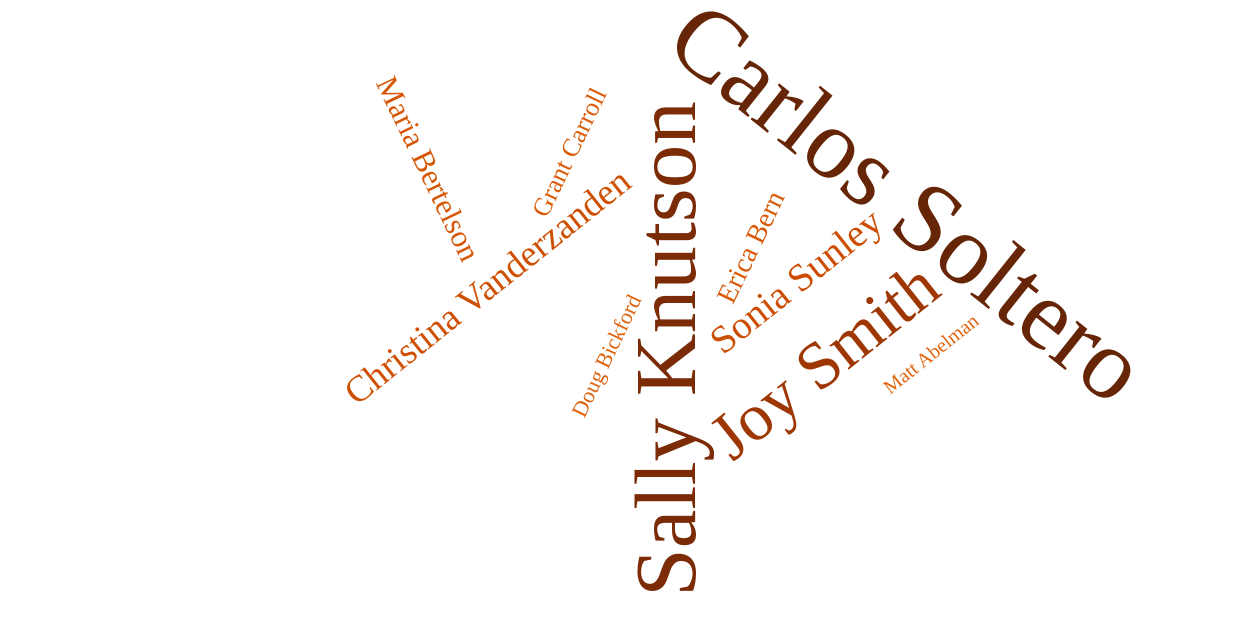 Carlos Soltero
Maria Bertelson
Grant Carroll
Sally Knutson
Christina Vanderzanden
Erica Bern
Sonia Sunley
Joy Smith
Doug Bickford
Matt Abelman